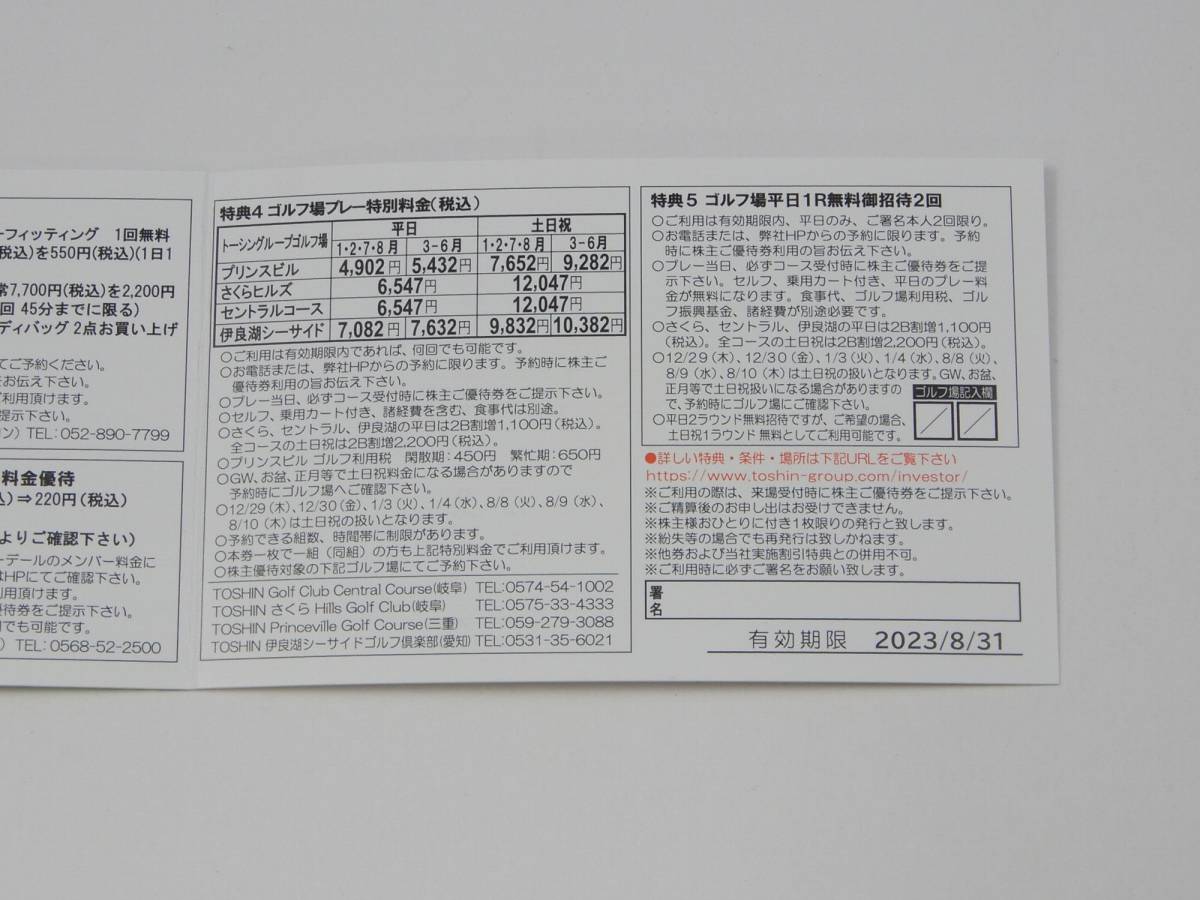 ーフィッティング 1回無料
税込)を550円(税込)(1日1
常7,700円(税込)を2,200円
回 45分までに限る)
ディバッグ 2点お買い上げ
てご予約ください。
をお伝え下さい。
ご利用頂けます。
提示下さい。
リン) TEL:052-890-7799
料金優待
込)⇒220円(税込)
よりご確認下さい)
ーデールのメンバー料金に
はHPにてご確認下さい。
利用頂けます。
優待券をご提示下さい。
回でも可能です。
) TEL:0568-52-2500
特典4 ゴルフ場プレー特別料金(税込)
トーシングループゴルフ場 平日 土日祝
1・2・7・8月 3-6月 1・2・7・8月 3-6月
プリンスビル 4,902円 5,432円 7,652円 9,282円
さくらヒルズ 6,547円 12,047円
セントラルコース 6,547円 12,047円
伊良湖シーサイド 7,082円 7,632円 9,832円 10,382円
○ご利用は有効期限内であれば、何回でも可能です。
○お電話または、弊社HPからの予約に限ります。予約時に株主ご
優待券利用の旨お伝え下さい。
○プレー当日、必ずコース受付時に株主ご優待券をご提示下さい。
○セルフ、乗用カート付き、諸経費を含む、食事代は別途。
○さくら、セントラル、伊良湖の平日は2B割増1,100円(税込)。
全コースの土日祝は2B割増2,200円(税込)。
○プリンスビル ゴルフ利用税 閑散期:450円 繁忙期:650円
○GW、お盆、正月等で土日祝料金になる場合がありますので
予約時にゴルフ場へご確認下さい。
○12/29(木)、12/30(金)、1/3(火)、1/4(水)、8/8(火)、8/9(水)、
8/10(木)は土日祝の扱いとなります。
○予約できる組数、時間帯に制限があります。
○本券一枚で一組(同組)の方も上記特別料金でご利用頂けます。
○株主優待対象の下記ゴルフ場にてご予約下さい。
TOSHIN Golf Club Central Course(岐阜) TEL:0574-54-1002
TOSHIN さくら Hills Golf Club(岐阜) TEL:0575-33-4333
TOSHIN Princeville Golf Course(三重) TEL:059-279-3088
TOSHIN 伊良湖シーサイドゴルフ倶楽部(愛知) TEL:0531-35-6021
特典5 ゴルフ場平日1R無料御招待2回
○ご利用は有効期限内、平日のみ、ご署名本人2回限り。
○お電話または、弊社HPからの予約に限ります。予約
時に株主ご優待券利用の旨お伝え下さい。
○プレー当日、必ずコース受付時に株主ご優待券をご提
示下さい。セルフ、乗用カート付き、平日のプレー料
金が無料になります。食事代、ゴルフ場利用税、ゴル
フ振興基金、諸経費が別途必要です。
○さくら、セントラル、伊良湖の平日は2B割増1,100円
(税込)。全コースの土日祝は2B割増2,200円(税込)。
○12/29(木)、12/30(金)、1/3(火)、1/4(水)、8/8(火)、
8/9(水)、8/10(木)は土日祝の扱いとなります。GW、お盆、
正月等で土日祝扱いになる場合がありますの
で、予約時にゴルフ場にご確認下さい。
○平日2ラウンド無料招待ですが、ご希望の場合、
土日祝1ラウンド 無料としてご利用可能です。
ゴルフ場記入欄
●詳しい特典・条件・場所は下記URLをご覧下さい
https://www.toshin-group.com/investor/
※ご利用の際は、来場受付時に株主ご優待券をご提示下さい。
※ご精算後のお申し出はお受けできません。
※株主様おひとりに付き1枚限りの発行と致します。
※紛失等の場合でも再発行は致しかねます。
※他券および当社実施割引特典との併用不可。
※ご利用時に必ずご署名をお願い致します。
署名
有効期限 2023/8/31